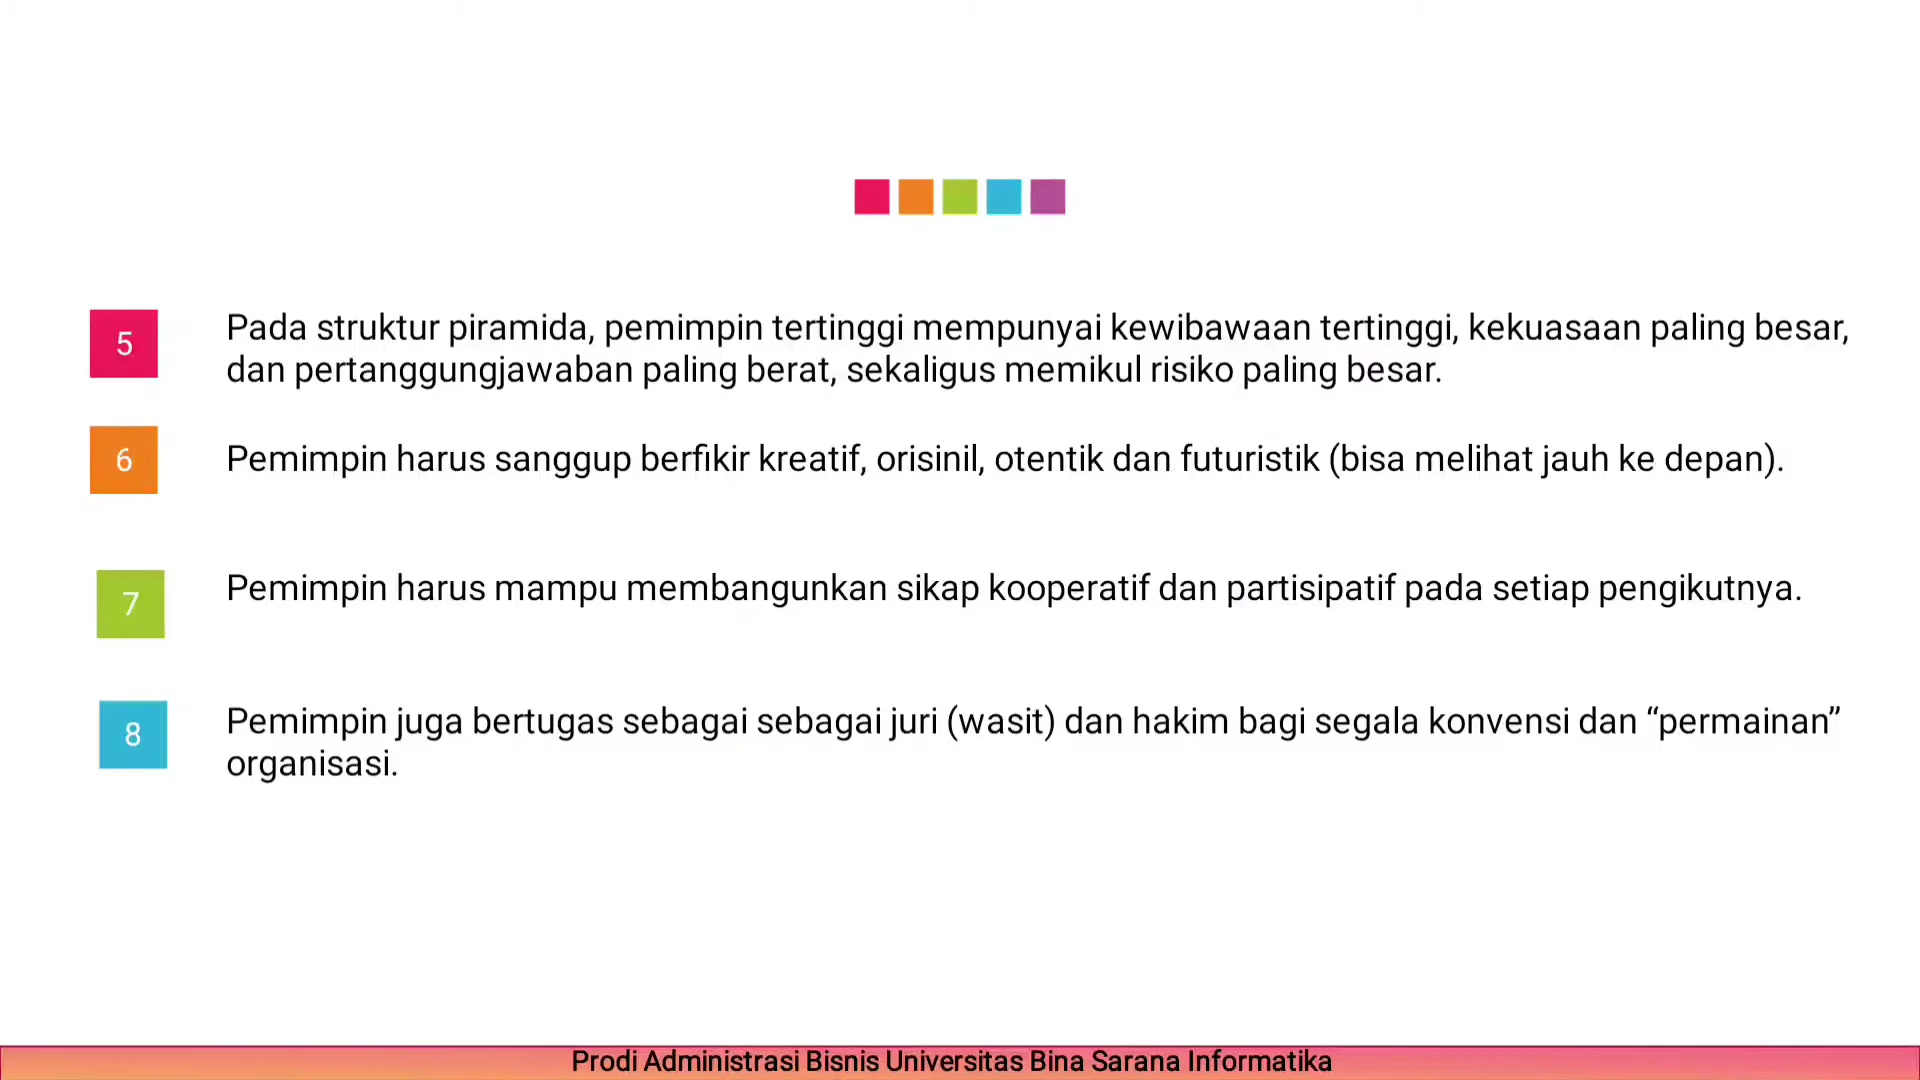 5
Pada struktur piramida, pemimpin tertinggi mempunyai kewibawaan tertinggi, kekuasaan paling besar,
dan pertanggungjawaban paling berat, sekaligus memikul risiko paling besar.
6
Pemimpin harus sanggup berfikir kreatif, orisinil, otentik dan futuristik (bisa melihat jauh ke depan).
7
Pemimpin harus mampu membangunkan sikap kooperatif dan partisipatif pada setiap pengikutnya.
8
Pemimpin juga bertugas sebagai sebagai juri (wasit) dan hakim bagi segala konvensi dan “permainan”
organisasi.
Prodi Administrasi Bisnis Universitas Bina Sarana Informatika